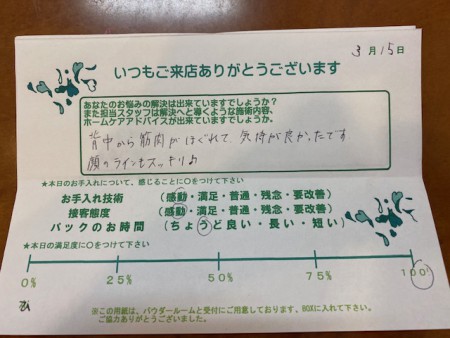 3月15日
いつもご来店ありがとうございます
あなたのお悩みの解決は出来ていますでしょうか?
また担当スタッフは解決へと導くような施術内容、
ホームケアアドバイスが出来ていますでしょうか。
背中から筋肉がほぐれて、気持が良かったです
顔のラインもスッキリ♪
★本日のお手入れについて、感じることに○をつけて下さい
お手入れ技術 (感動・満足・普通・残念・要改善)
接客態度 (感動・満足・普通・残念・要改善)
パックのお時間 (ちょうど良い・長い・短い)
★本日の満足度に○をつけて下さい
0% 25% 50% 75% 100%
※この用紙は、パウダールームと受付にご用意しております、BOXに入れて下さい。
ご協力ありがとうございました。